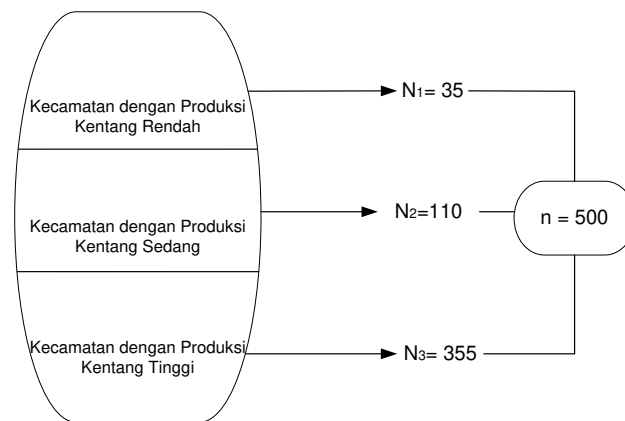 Kecamatan dengan Produksi
Kentang Rendah
N1= 35
Kecamatan dengan Produksi
Kentang Sedang
N2=110
n = 500
Kecamatan dengan Produksi
Kentang Tinggi
N3= 355